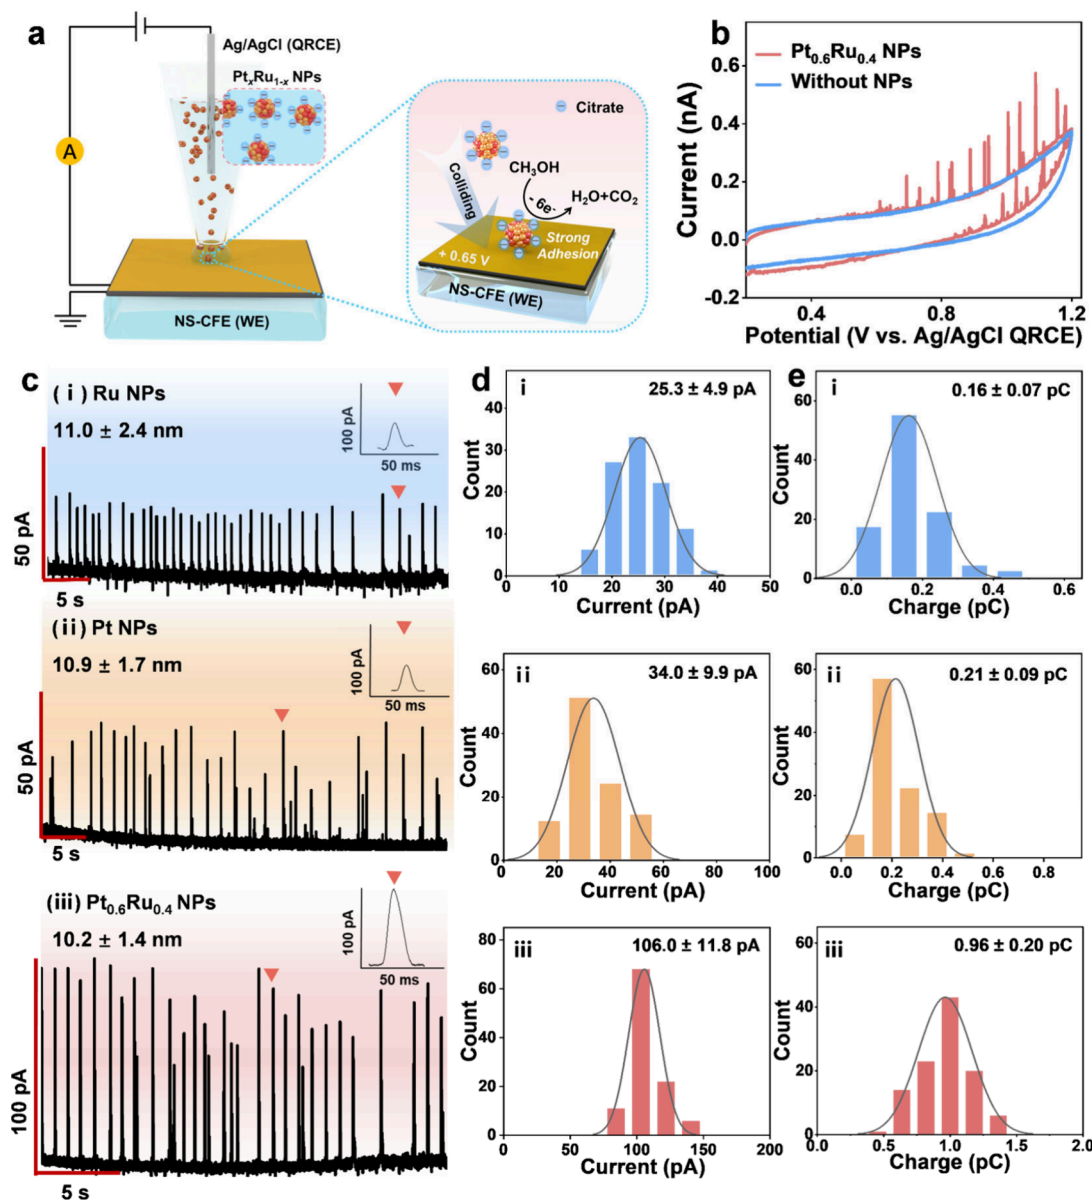 a
Ag/AgCl (QRCE)
PtₓRu₁₋ₓ NPs
A
NS-CFE (WE)
Citrate
CH₃OH
- 6e⁻
H₂O+CO₂
Colliding
Strong
Adhesion
+ 0.65 V
NS-CFE (WE)
b
Pt₀.₆Ru₀.₄ NPs
Without NPs
Current (nA)
0.6
0.4
0.2
0.0
-0.2
0.4
0.8
1.2
Potential (V vs. Ag/AgCl QRCE)
c
(i) Ru NPs
11.0 ± 2.4 nm
100 pA
50 ms
50 pA
5 s
(ii) Pt NPs
10.9 ± 1.7 nm
100 pA
50 ms
50 pA
5 s
(iii) Pt₀.₆Ru₀.₄ NPs
10.2 ± 1.4 nm
100 pA
50 ms
100 pA
5 s
d
i
25.3 ± 4.9 pA
Count
40
30
20
10
0
0 10 20 30 40 50
Current (pA)
ii
34.0 ± 9.9 pA
Count
60
40
20
0
0 20 40 60 80 100
Current (pA)
iii
106.0 ± 11.8 pA
Count
80
60
40
20
0
0 50 100 150 200
Current (pA)
e
i
0.16 ± 0.07 pC
Count
60
40
20
0
0.0 0.2 0.4 0.6
Charge (pC)
ii
0.21 ± 0.09 pC
Count
60
40
20
0
0.0 0.2 0.4 0.6 0.8
Charge (pC)
iii
0.96 ± 0.20 pC
Count
60
40
20
0
0.0 0.5 1.0 1.5 2.0
Charge (pC)